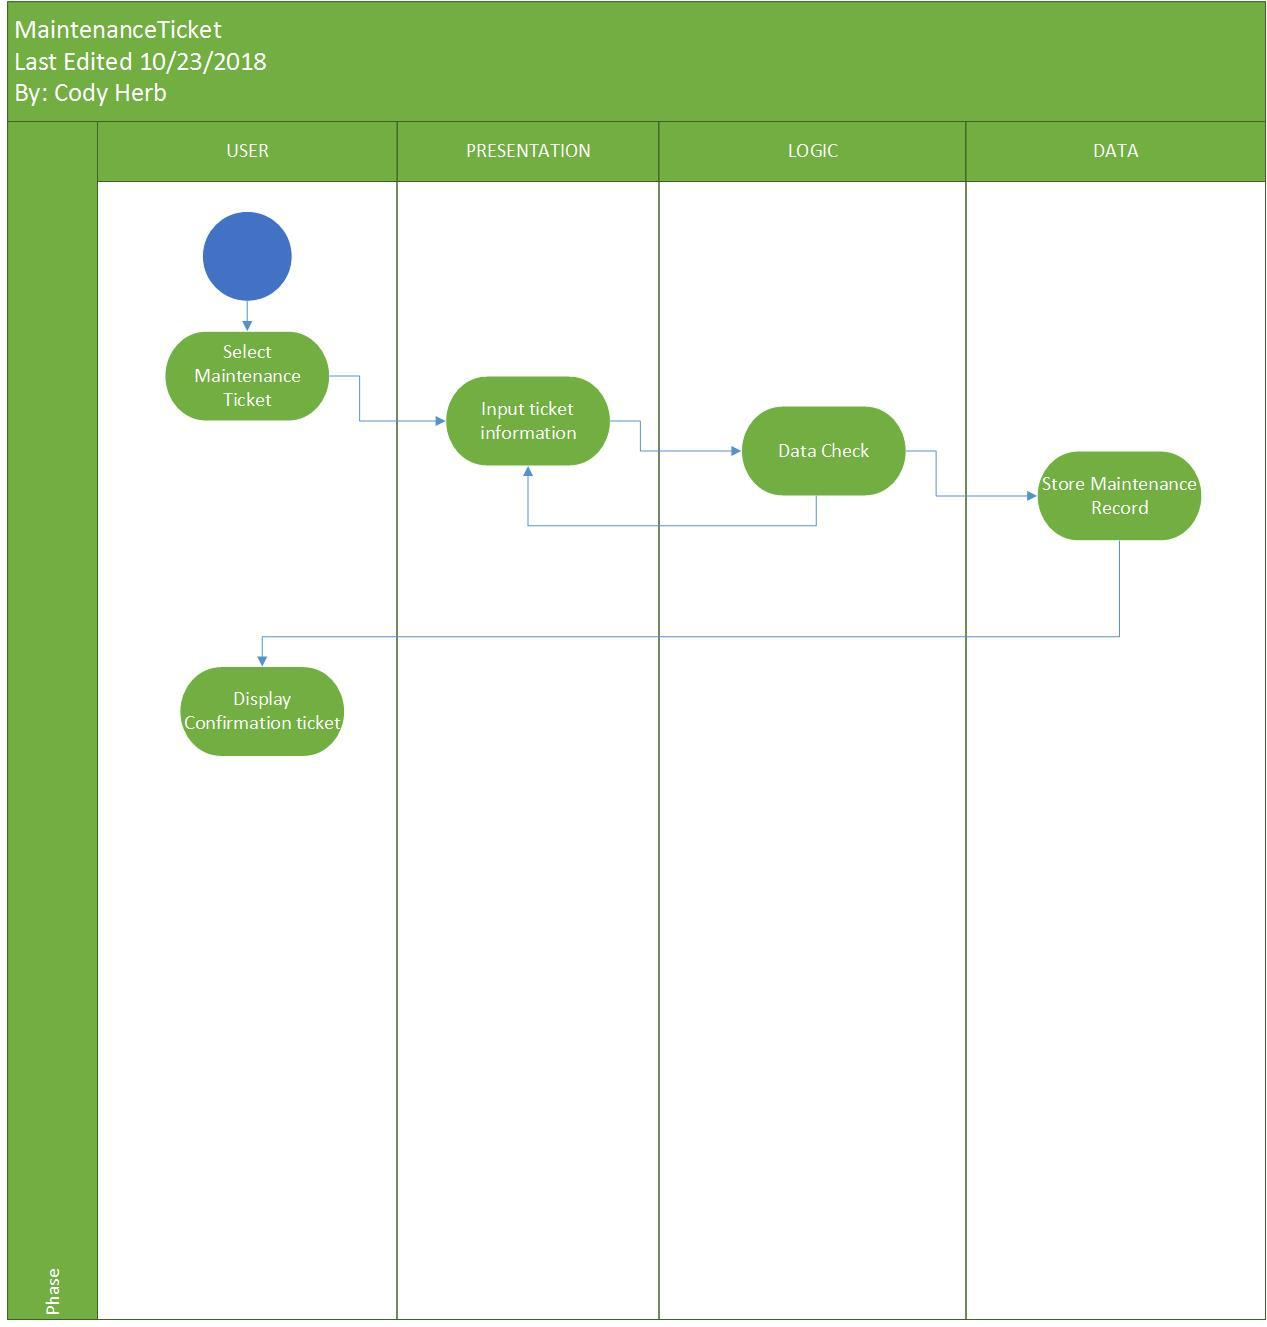 MaintenanceTicket
Last Edited 10/23/2018
By: Cody Herb
USER
PRESENTATION
LOGIC
DATA
Select
Maintenance
Ticket
Input ticket
information
Data Check
Store Maintenance
Record
Display
Confirmation ticket
Phase